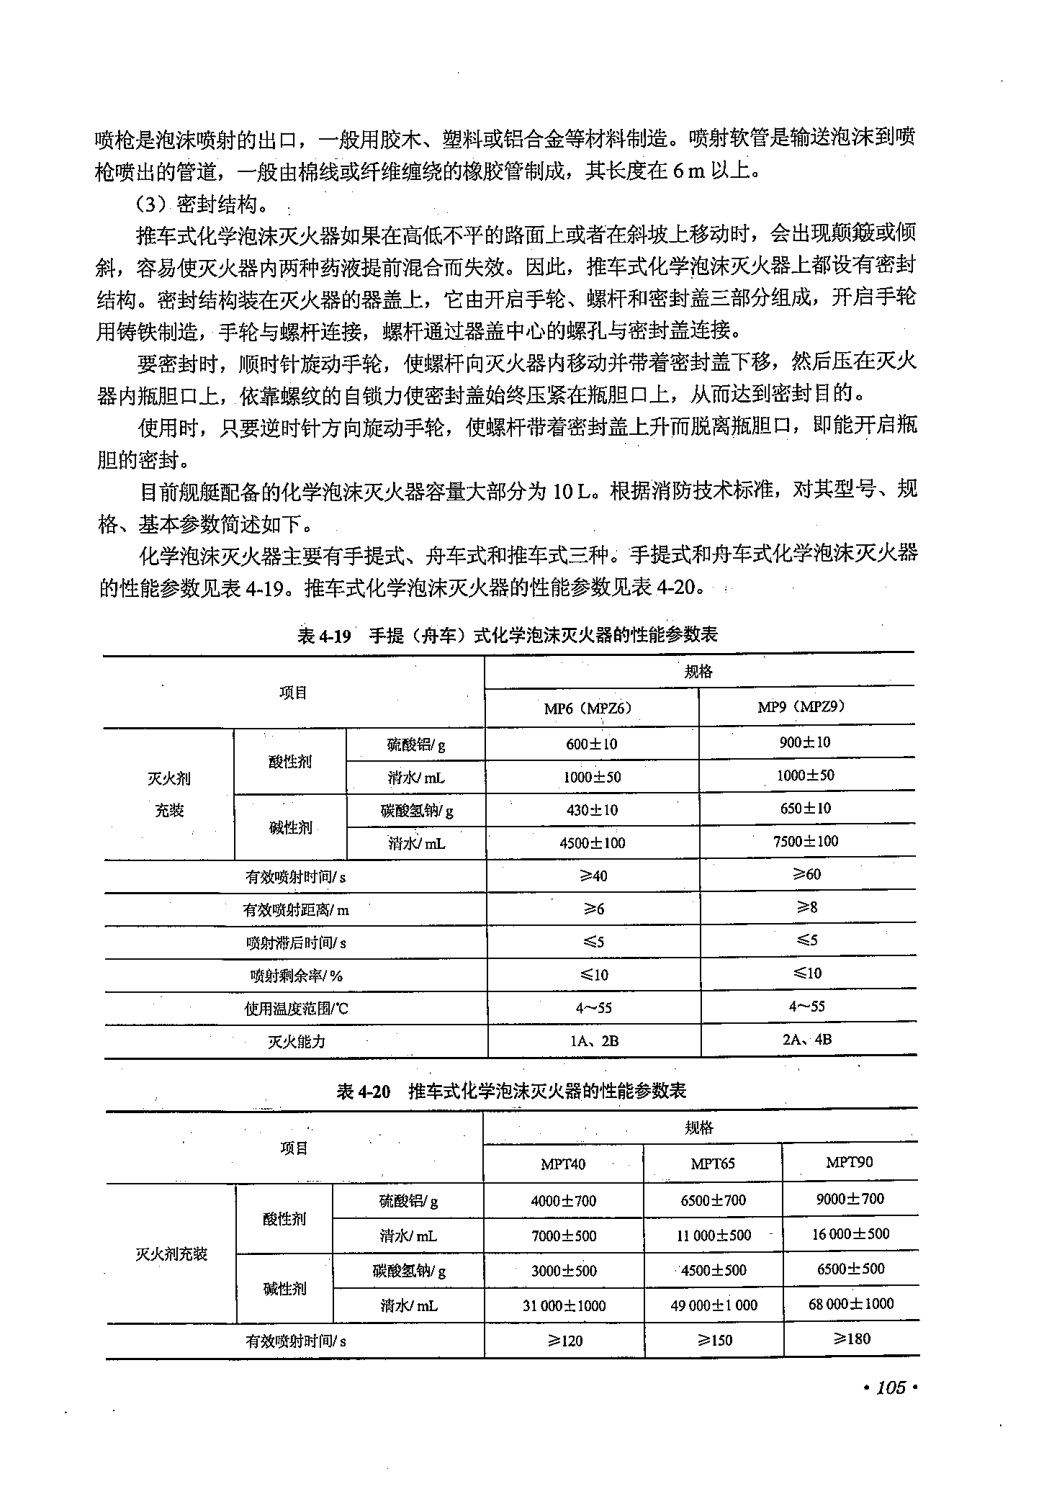 喷枪是泡沫喷射的出口，一般用胶木、塑料或铝合金等材料制造。喷射软管是输送泡沫到喷
枪喷出的管道，一般由棉线或纤维缠绕的橡胶管制成，其长度在 6 m 以上。
（3）密封结构。
推车式化学泡沫灭火器如果在高低不平的路面上或者在斜坡上移动时，会出现颠簸或倾
斜，容易使灭火器内两种药液提前混合而失效。因此，推车式化学泡沫灭火器上都设有密封
结构。密封结构装在灭火器的器盖上，它由开启手轮、螺杆和密封盖三部分组成，开启手轮
用铸铁制造，手轮与螺杆连接，螺杆通过器盖中心的螺孔与密封盖连接。
要密封时，顺时针旋动手轮，使螺杆向灭火器内移动并带着密封盖下移，然后压在灭火
器内瓶胆口上，依靠螺纹的自锁力使密封盖始终压紧在瓶胆口上，从而达到密封目的。
使用时，只要逆时针方向旋动手轮，使螺杆带着密封盖上升而脱离瓶胆口，即能开启瓶
胆的密封。
目前舰艇配备的化学泡沫灭火器容量大部分为 10 L。根据消防技术标准，对其型号、规
格、基本参数简述如下。
化学泡沫灭火器主要有手提式、舟车式和推车式三种。手提式和舟车式化学泡沫灭火器
的性能参数见表 4-19。推车式化学泡沫灭火器的性能参数见表 4-20。
表 4-19 手提（舟车）式化学泡沫灭火器的性能参数表
项目 规格
MP6（MPZ6） MP9（MPZ9）
灭火剂
充装
酸性剂 硫酸铝/ g 600±10 900±10
清水/ mL 1000±50 1000±50
碱性剂 碳酸氢钠/ g 430±10 650±10
清水/ mL 4500±100 7500±100
有效喷射时间/ s ≥40 ≥60
有效喷射距离/ m ≥6 ≥8
喷射滞后时间/ s ≤5 ≤5
喷射剩余率/ % ≤10 ≤10
使用温度范围/℃ 4～55 4～55
灭火能力 1A、2B 2A、4B
表 4-20 推车式化学泡沫灭火器的性能参数表
项目 规格
MPT40 MPT65 MPT90
灭火剂充装
酸性剂 硫酸铝/ g 4000±700 6500±700 9000±700
清水/ mL 7000±500 11 000±500 16 000±500
碱性剂 碳酸氢钠/ g 3000±500 4500±500 6500±500
清水/ mL 31 000±1000 49 000±1 000 68 000±1000
有效喷射时间/ s ≥120 ≥150 ≥180
·105·